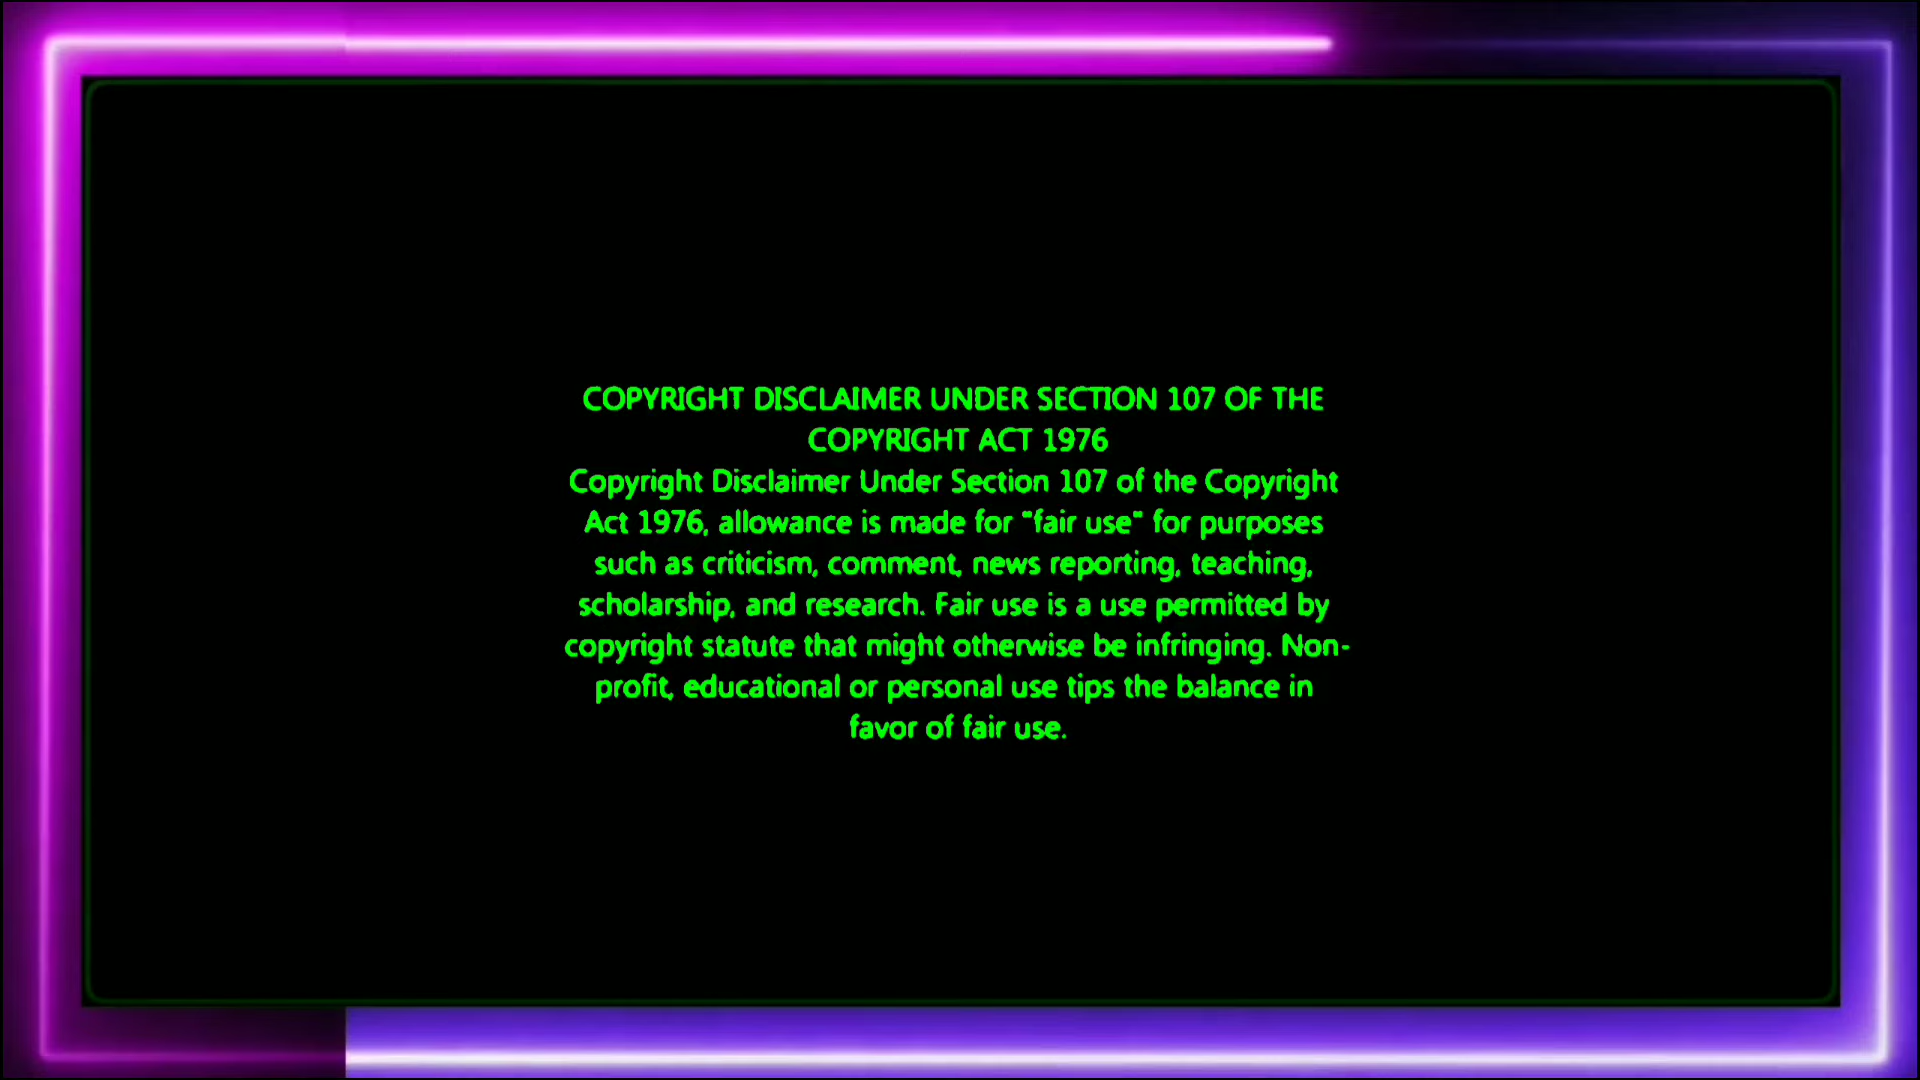 COPYRIGHT DISCLAIMER UNDER SECTION 107 OF THE
COPYRIGHT ACT 1976
Copyright Disclaimer Under Section 107 of the Copyright
Act 1976, allowance is made for "fair use" for purposes
such as criticism, comment, news reporting, teaching,
scholarship, and research. Fair use is a use permitted by
copyright statute that might otherwise be infringing. Non-
profit, educational or personal use tips the balance in
favor of fair use.